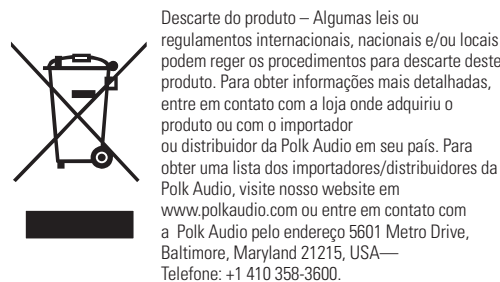 Descarte do produto – Algumas leis ou
regulamentos internacionais, nacionais e/ou locais
podem reger os procedimentos para descarte deste
produto. Para obter informações mais detalhadas,
entre em contato com a loja onde adquiriu o
produto ou com o importador
ou distribuidor da Polk Audio em seu país. Para
obter uma lista dos importadores/distribuidores da
Polk Audio, visite nosso website em
www.polkaudio.com ou entre em contato com
a  Polk Audio pelo endereço 5601 Metro Drive,
Baltimore, Maryland 21215, USA—
Telefone: +1 410 358-3600.